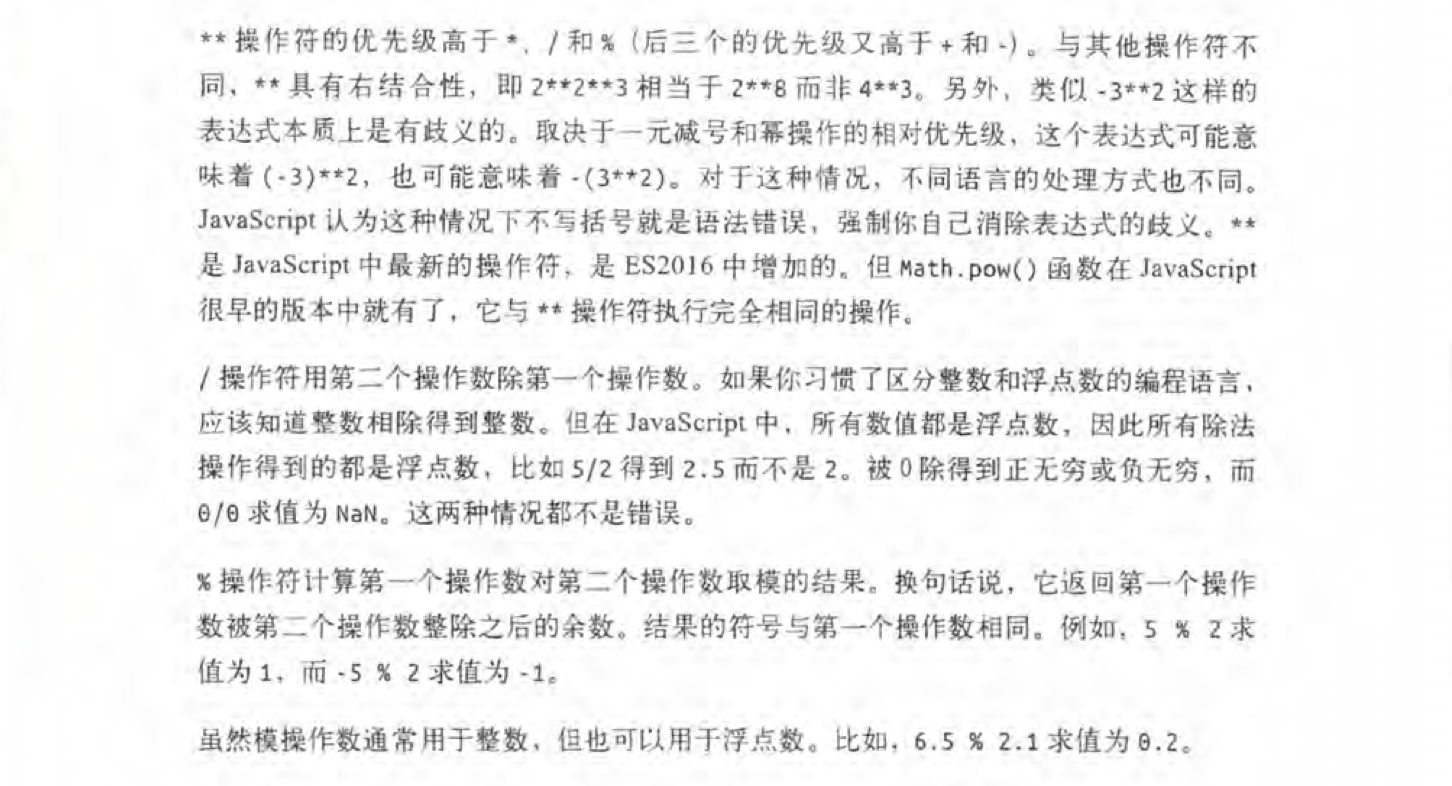 ** 操作符的优先级高于 *、/ 和 %（后三个的优先级又高于 + 和 -）。与其他操作符不
同，** 具有右结合性，即 2**2**3 相当于 2**8 而非 4**3。另外，类似 -3**2 这样的
表达式本质上是有歧义的。取决于一元减号和幂操作的相对优先级，这个表达式可能意
味着 (-3)**2，也可能意味着 -(3**2)。对于这种情况，不同语言的处理方式也不同。
JavaScript 认为这种情况下不写括号就是语法错误，强制你自己消除表达式的歧义。**
是 JavaScript 中最新的操作符，是 ES2016 中增加的。但 Math.pow() 函数在 JavaScript
很早的版本中就有了，它与 ** 操作符执行完全相同的操作。
/ 操作符用第二个操作数除第一个操作数。如果你习惯了区分整数和浮点数的编程语言，
应该知道整数相除得到整数。但在 JavaScript 中，所有数值都是浮点数，因此所有除法
操作得到的都是浮点数，比如 5/2 得到 2.5 而不是 2。被 0 除得到正无穷或负无穷，而
0/0 求值为 NaN。这两种情况都不是错误。
% 操作符计算第一个操作数对第二个操作数取模的结果。换句话说，它返回第一个操作
数被第二个操作数整除之后的余数。结果的符号与第一个操作数相同。例如，5 % 2 求
值为 1，而 -5 % 2 求值为 -1。
虽然模操作数通常用于整数，但也可以用于浮点数。比如，6.5 % 2.1 求值为 0.2。